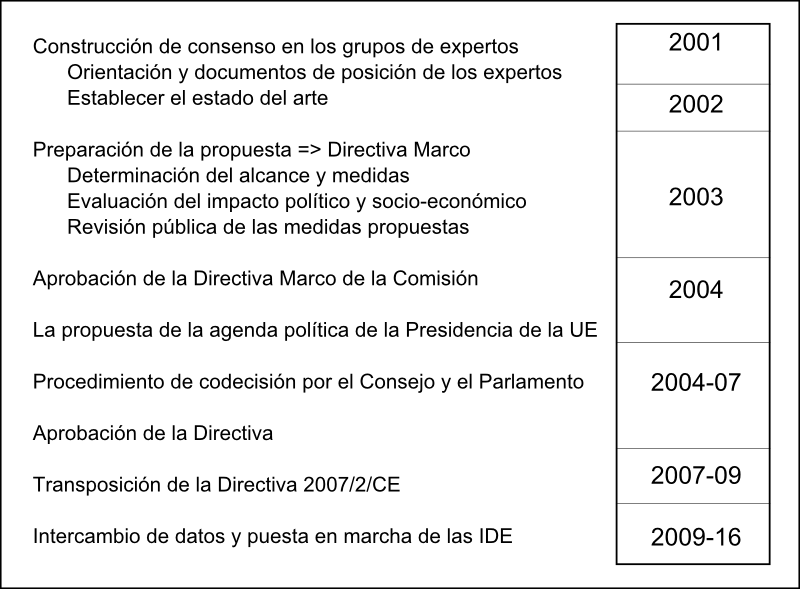 Construcción de consenso en los grupos de expertos
2001
Orientación y documentos de posición de los expertos
Establecer el estado del arte
2002
Preparación de la propuesta => Directiva Marco
Determinación del alcance y medidas
Evaluación del impacto político y socio-económico
2003
Revisión pública de las medidas propuestas
Aprobación de la Directiva Marco de la Comisión
2004
La propuesta de la agenda política de la Presidencia de la UE
Procedimiento de codecisión por el Consejo y el Parlamento
2004-07
Aprobación de la Directiva
Transposición de la Directiva 2007/2/CE
2007-09
Intercambio de datos y puesta en marcha de las IDE
2009-16